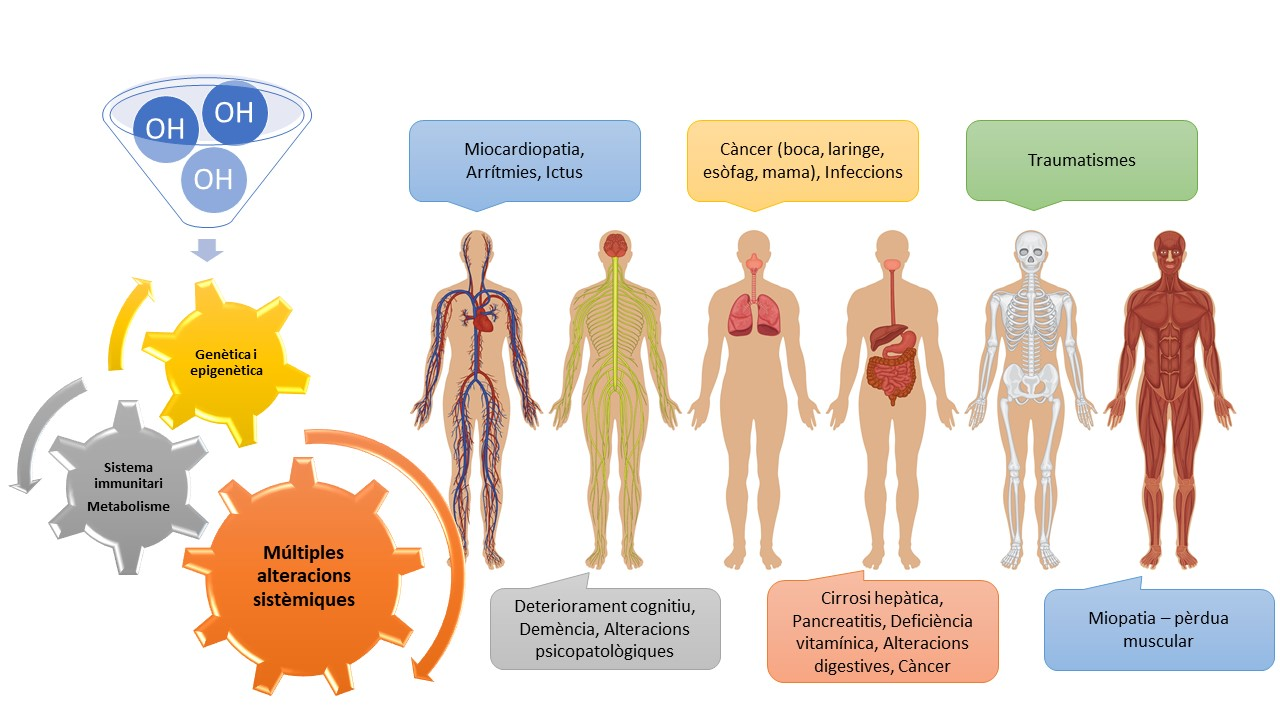 OH
OH
OH
Genètica i
epigenètica
Sistema
immunitari
Metabolisme
Múltiples
alteracions
sistèmiques
Miocardiopatia,
Arrítmies, Ictus
Càncer (boca, laringe,
esòfag, mama), Infeccions
Traumatismes
Deteriorament cognitiu,
Demència, Alteracions
psicopatològiques
Cirrosi hepàtica,
Pancreatitis, Deficiència
vitamínica, Alteracions
digestives, Càncer
Miopatia – pèrdua
muscular